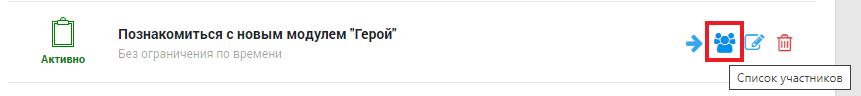 Познакомиться с новым модулем "Герой"
Без ограничения по времени
Активно
Список участников